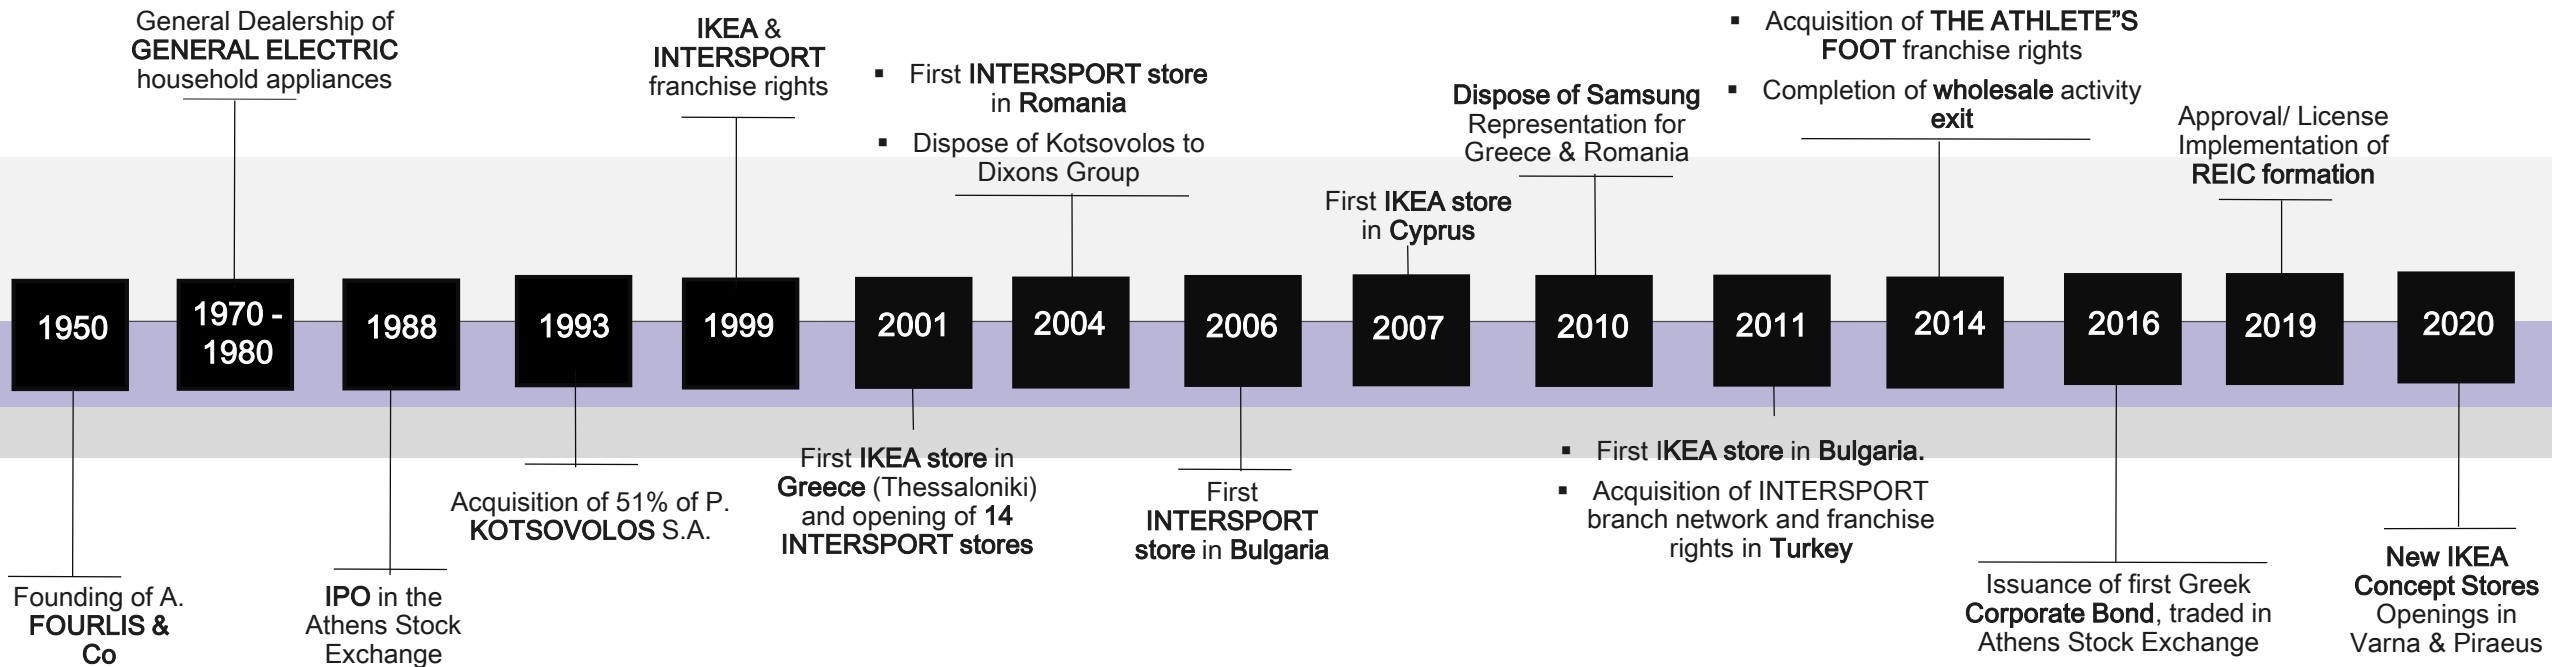 General Dealership of
GENERAL ELECTRIC
household appliances
IKEA &
INTERSPORT
franchise rights
▪ First INTERSPORT store
in Romania
▪ Dispose of Kotsovolos to
Dixons Group
First IKEA store
in Cyprus
Dispose of Samsung
Representation for
Greece & Romania
▪ Acquisition of THE ATHLETE”S
FOOT franchise rights
▪ Completion of wholesale activity
exit
Approval/ License
Implementation of
REIC formation
1950
1970 -
1980
1988
1993
1999
2001
2004
2006
2007
2010
2011
2014
2016
2019
2020
Founding of A.
FOURLIS &
Co
IPO in the
Athens Stock
Exchange
Acquisition of 51% of P.
KOTSOVOLOS S.A.
First IKEA store in
Greece (Thessaloniki)
and opening of 14
INTERSPORT stores
First
INTERSPORT
store in Bulgaria
▪ First IKEA store in Bulgaria.
▪ Acquisition of INTERSPORT
branch network and franchise
rights in Turkey
Issuance of first Greek
Corporate Bond, traded in
Athens Stock Exchange
New IKEA
Concept Stores
Openings in
Varna & Piraeus